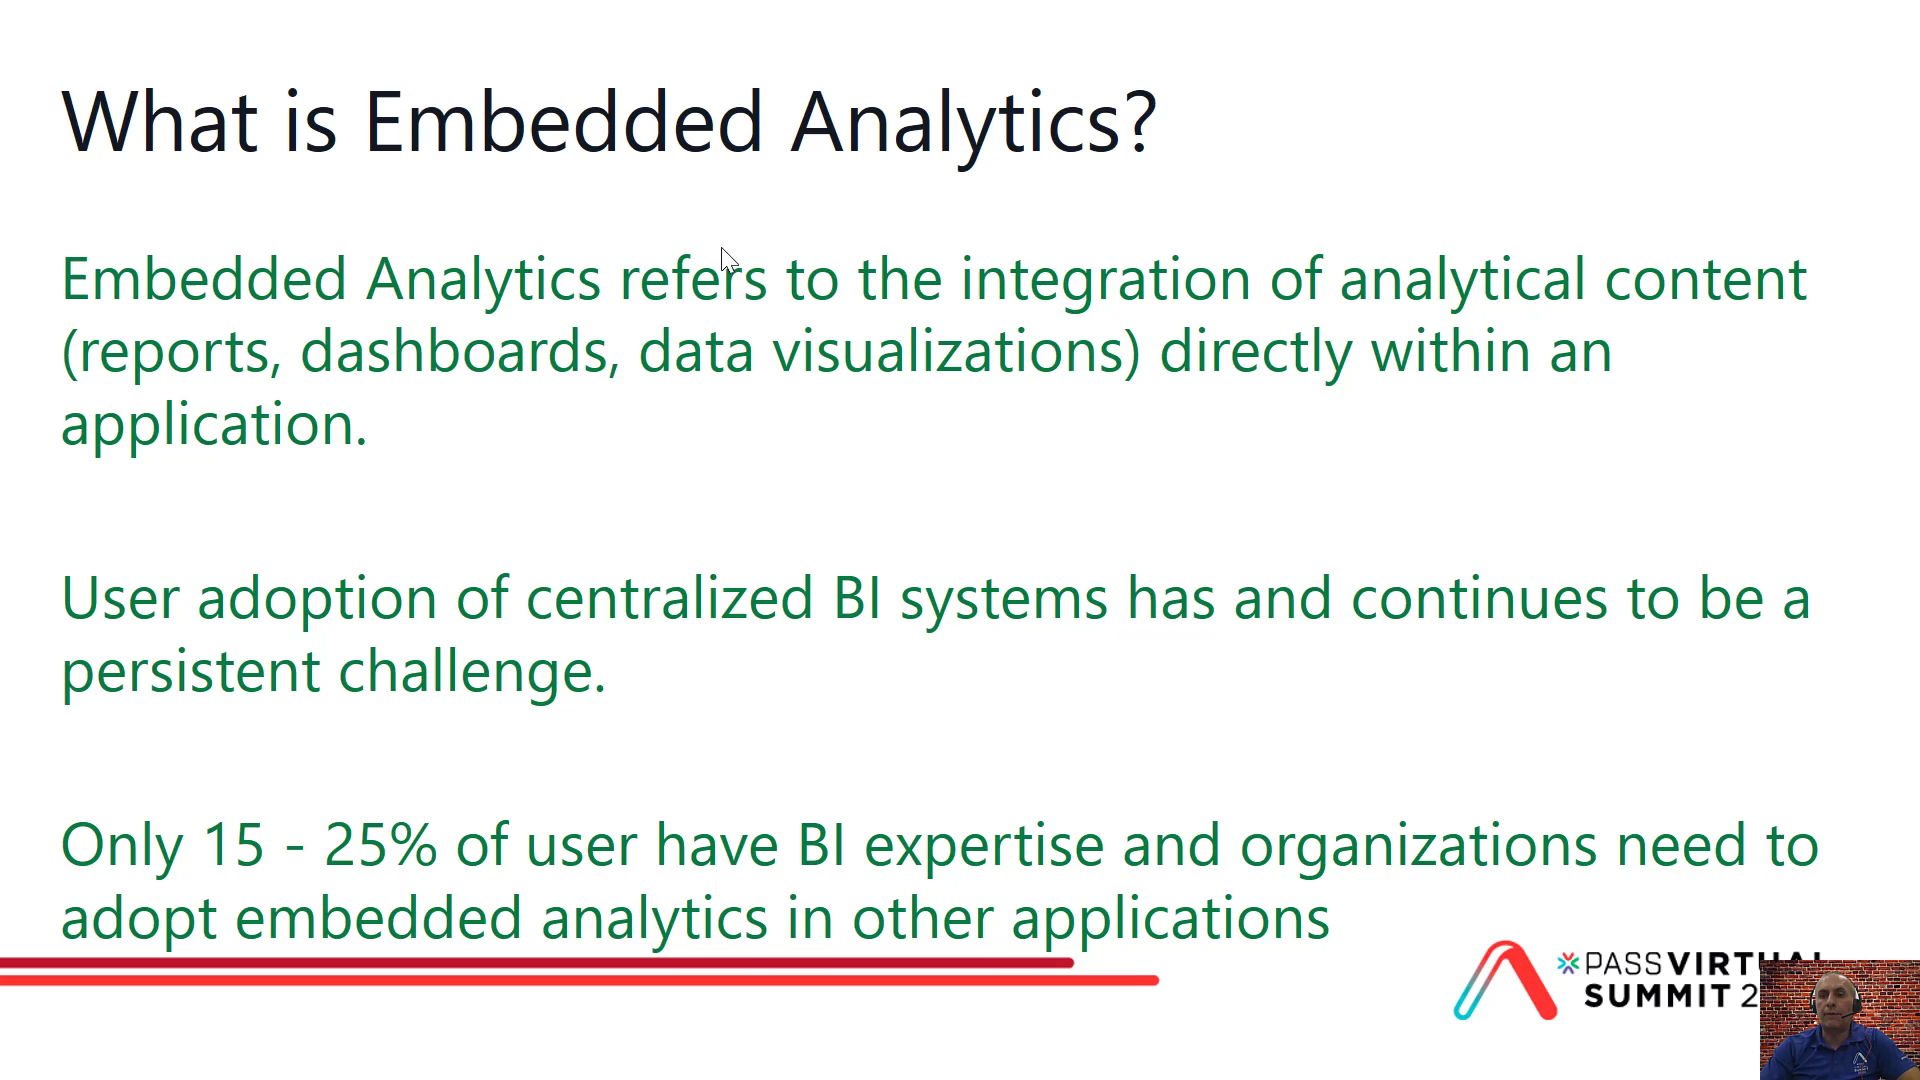 What is Embedded Analytics?
Embedded Analytics refers to the integration of analytical content
(reports, dashboards, data visualizations) directly within an
application.
User adoption of centralized BI systems has and continues to be a
persistent challenge.
Only 15 - 25% of user have BI expertise and organizations need to
adopt embedded analytics in other applications
PASS VIRTUAL
SUMMIT 2